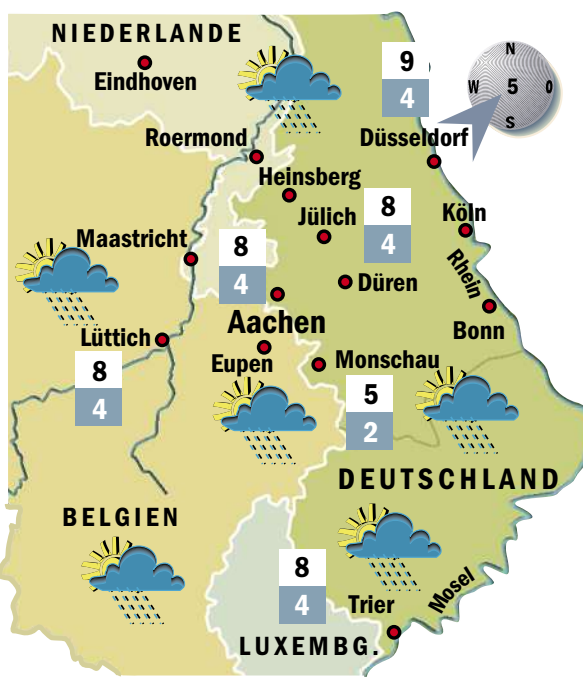 NIEDERLANDE
Eindhoven
9
4
N
W 5 O
S
Roermond
Düsseldorf
Heinsberg
Jülich
8
4
Köln
Maastricht
8
4
Rhein
Düren
Aachen
Bonn
Lüttich
Eupen
Monschau
8
4
5
2
DEUTSCHLAND
BELGIEN
8
4
Trier
Mosel
LUXEMBG.